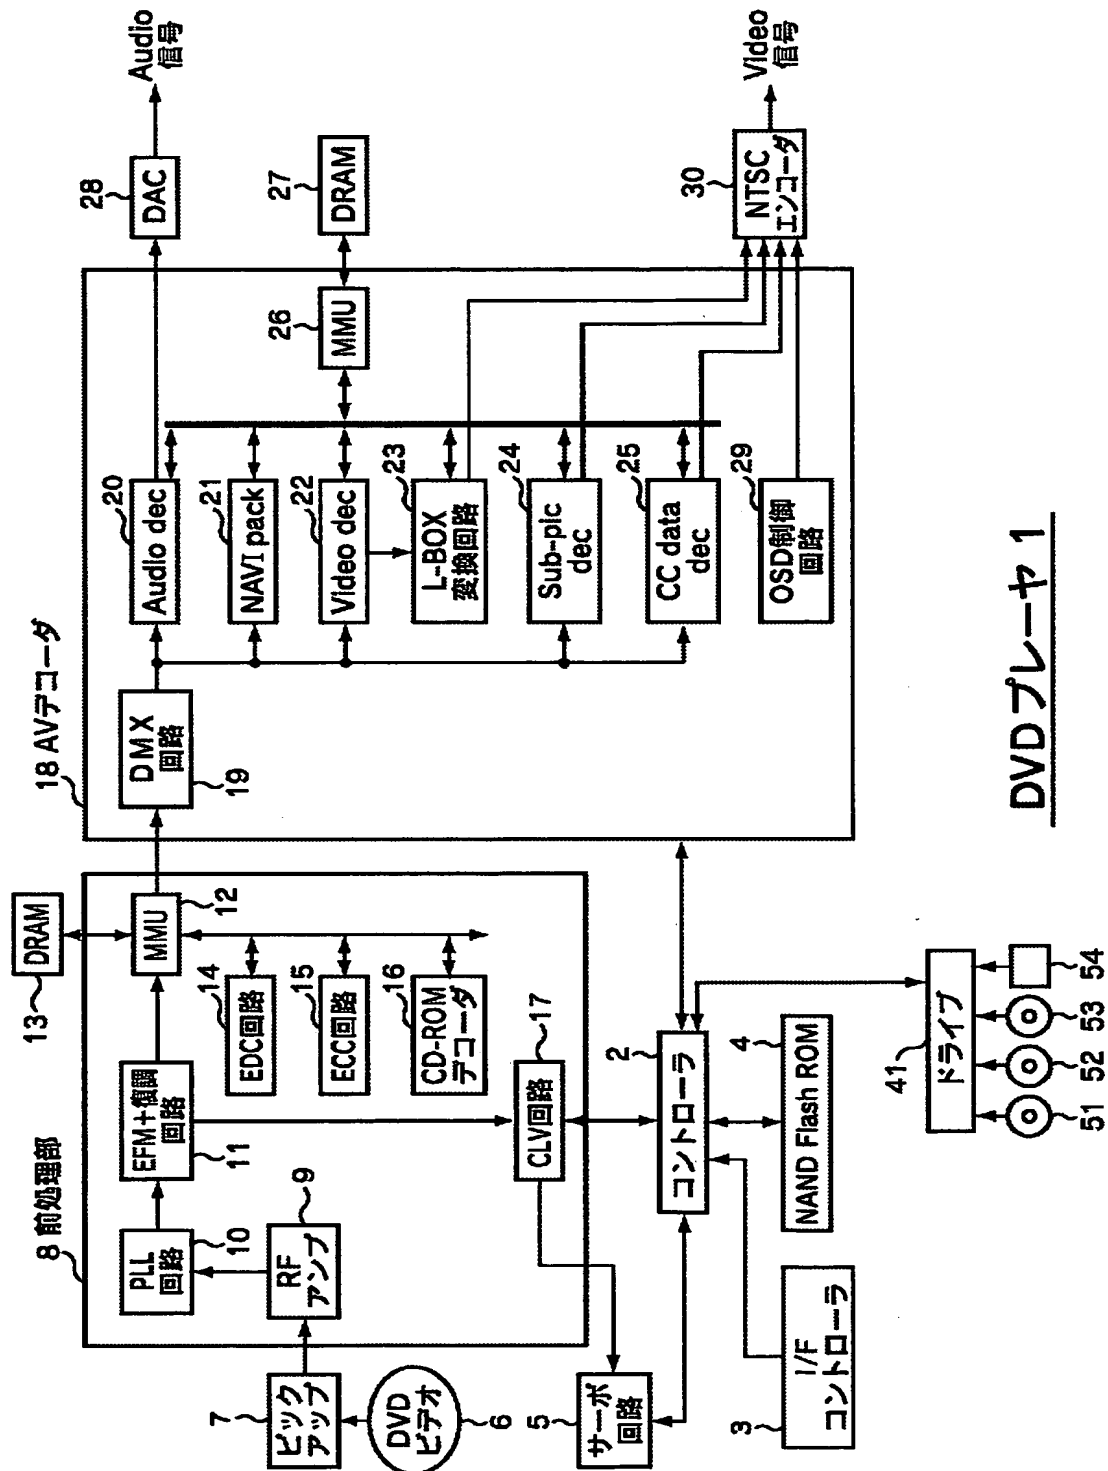 DVDプレーヤ 1
8 前処理部
18 AVデコーダ
7
ピック
アップ
DVD
ビデオ
6
5
サーボ
回路
3
I/F
コントローラ
PLL
回路
10
9
RF
アンプ
EFM+復調
回路
11
13
DRAM
MMU
12
14
EDC回路
15
ECC回路
16
CD-ROM
デコーダ
17
CLV回路
2
コントローラ
4
NAND Flash ROM
41
ドライブ
51
52
53
54
DMX
回路
19
20
Audio dec
21
NAVI pack
22
Video dec
23
L-BOX
変換回路
24
Sub-pic
dec
25
CC data
dec
29
OSD制御
回路
26
MMU
27
DRAM
28
DAC
Audio
信号
30
NTSC
エンコーダ
Video
信号